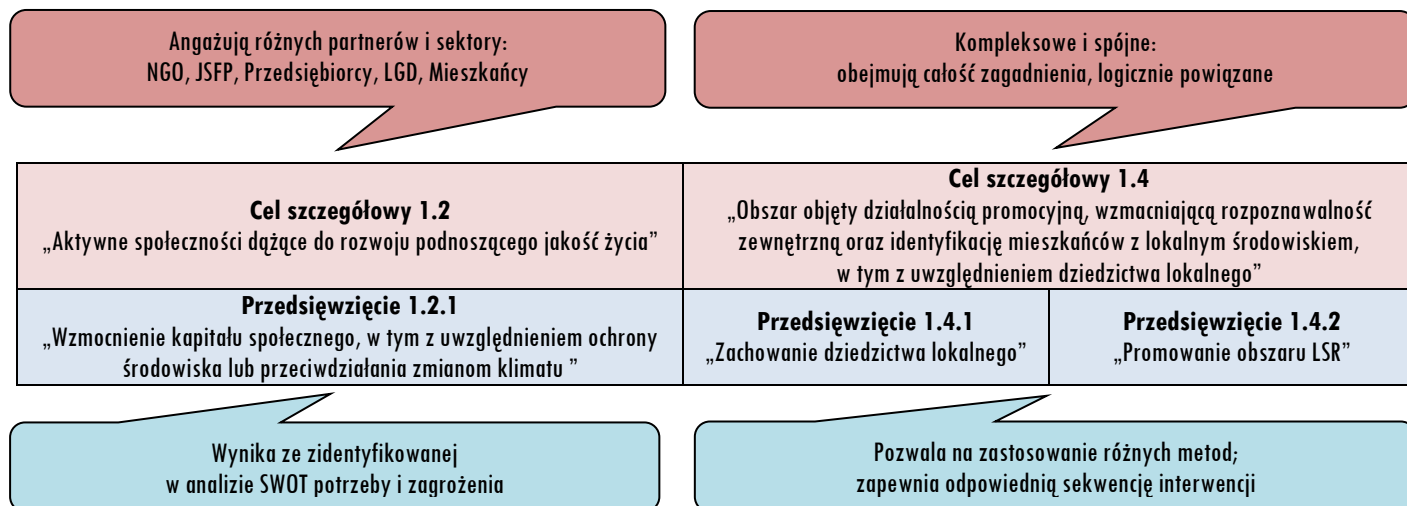 Angażują różnych partnerów i sektory:
NGO, JSFP, Przedsiębiorcy, LGD, Mieszkańcy
Kompleksowe i spójne:
obejmują całość zagadnienia, logicznie powiązane
Cel szczegółowy 1.2
„Aktywne społeczności dążące do rozwoju podnoszącego jakość życia”
Cel szczegółowy 1.4
„Obszar objęty działalnością promocyjną, wzmacniającą rozpoznawalność
zewnętrzną oraz identyfikację mieszkańców z lokalnym środowiskiem,
w tym z uwzględnieniem dziedzictwa lokalnego”
Przedsięwzięcie 1.2.1
„Wzmocnienie kapitału społecznego, w tym z uwzględnieniem ochrony
środowiska lub przeciwdziałania zmianom klimatu ”
Przedsięwzięcie 1.4.1
„Zachowanie dziedzictwa lokalnego”
Przedsięwzięcie 1.4.2
„Promowanie obszaru LSR”
Wynika ze zidentyfikowanej
w analizie SWOT potrzeby i zagrożenia
Pozwala na zastosowanie różnych metod;
zapewnia odpowiednią sekwencję interwencji